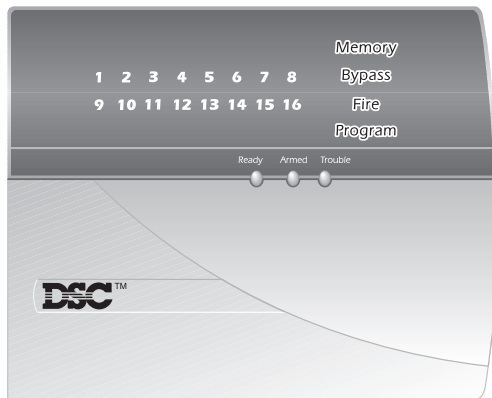 Memory
1 2 3 4 5 6 7 8 Bypass
9 10 11 12 13 14 15 16 Fire
Program
Ready Armed Trouble
DSC™